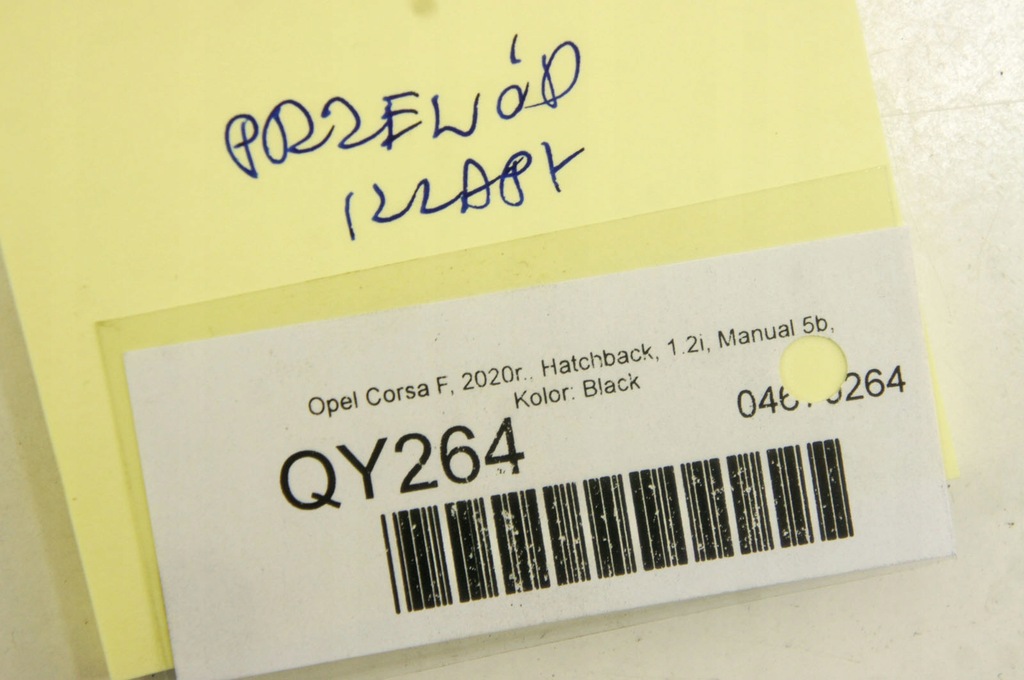 PRZEWÓD
Opel Corsa F, 2020r., Hatchback, 1.2i, Manual 5b,
Kolor: Black
QY264